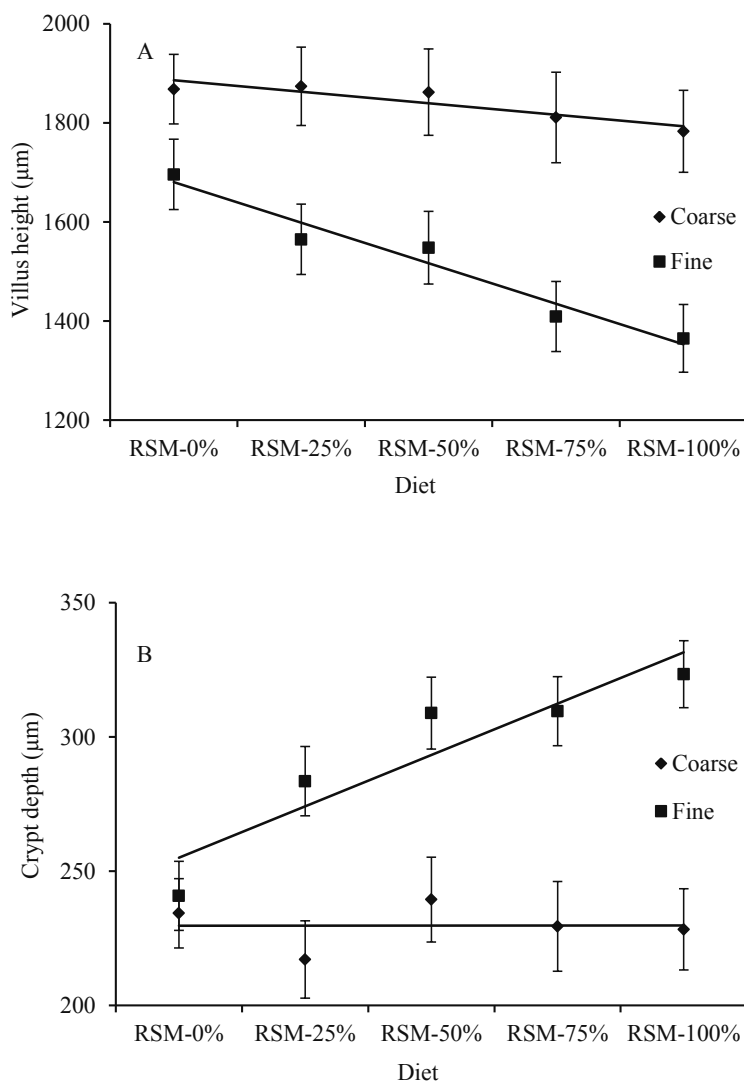 2000
A
1800
Villus height (μm)
1600
1400
1200
Coarse
Fine
RSM-0% RSM-25% RSM-50% RSM-75% RSM-100%
Diet
350
B
300
Crypt depth (μm)
250
200
Coarse
Fine
RSM-0% RSM-25% RSM-50% RSM-75% RSM-100%
Diet